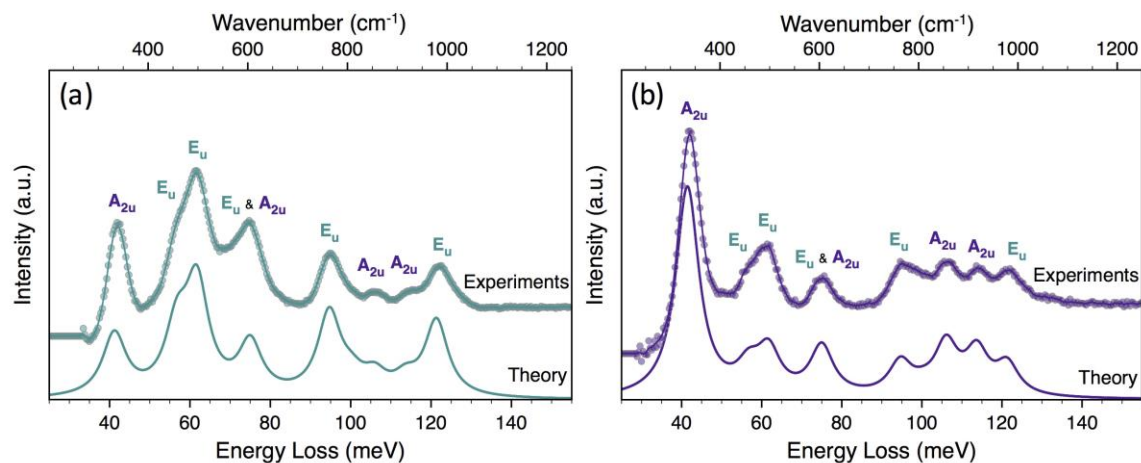 Wavenumber (cm⁻¹)
400 600 800 1000 1200
(a)
A₂ᵤ
Eᵤ
Eᵤ
Eᵤ & A₂ᵤ
Eᵤ
A₂ᵤ
A₂ᵤ
Eᵤ
Experiments
Theory
Intensity (a.u.)
40 60 80 100 120 140
Energy Loss (meV)
Wavenumber (cm⁻¹)
400 600 800 1000 1200
(b)
A₂ᵤ
Eᵤ
Eᵤ
Eᵤ & A₂ᵤ
Eᵤ
A₂ᵤ
A₂ᵤ
Eᵤ
Experiments
Theory
Intensity (a.u.)
40 60 80 100 120 140
Energy Loss (meV)